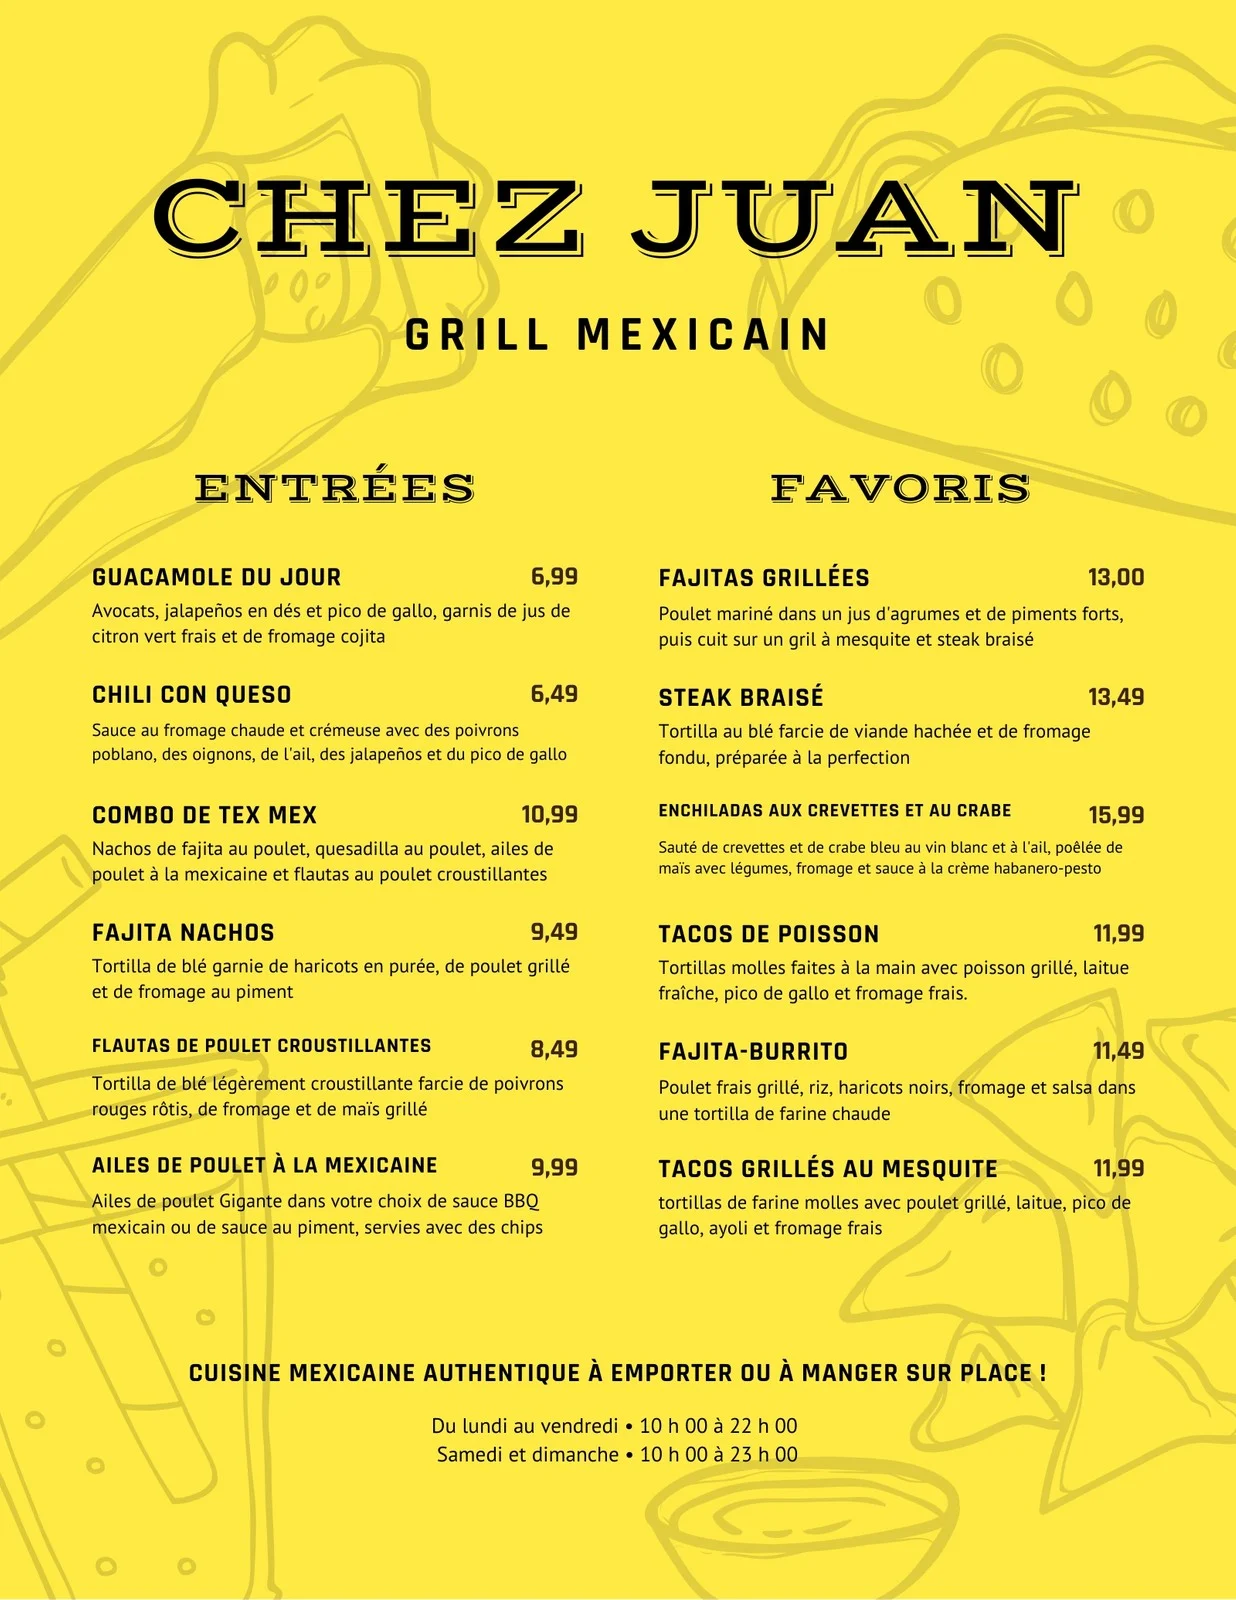 CHEZ JUAN
GRILL MEXICAIN
ENTRÉES
GUACAMOLE DU JOUR 6,99
Avocats, jalapeños en dés et pico de gallo, garnis de jus de
citron vert frais et de fromage cojita
CHILI CON QUESO 6,49
Sauce au fromage chaude et crémeuse avec des poivrons
poblano, des oignons, de l'ail, des jalapeños et du pico de gallo
COMBO DE TEX MEX 10,99
Nachos de fajita au poulet, quesadilla au poulet, ailes de
poulet à la mexicaine et flautas au poulet croustillantes
FAJITA NACHOS 9,49
Tortilla de blé garnie de haricots en purée, de poulet grillé
et de fromage au piment
FLAUTAS DE POULET CROUSTILLANTES 8,49
Tortilla de blé légèrement croustillante farcie de poivrons
rouges rôtis, de fromage et de maïs grillé
AILES DE POULET À LA MEXICAINE 9,99
Ailes de poulet Gigante dans votre choix de sauce BBQ
mexicain ou de sauce au piment, servies avec des chips
FAVORIS
FAJITAS GRILLÉES 13,00
Poulet mariné dans un jus d'agrumes et de piments forts,
puis cuit sur un gril à mesquite et steak braisé
STEAK BRAISÉ 13,49
Tortilla au blé farcie de viande hachée et de fromage
fondu, préparée à la perfection
ENCHILADAS AUX CREVETTES ET AU CRABE 15,99
Sauté de crevettes et de crabe bleu au vin blanc et à l'ail, poêlée de
maïs avec légumes, fromage et sauce à la crème habanero-pesto
TACOS DE POISSON 11,99
Tortillas molles faites à la main avec poisson grillé, laitue
fraîche, pico de gallo et fromage frais.
FAJITA-BURRITO 11,49
Poulet frais grillé, riz, haricots noirs, fromage et salsa dans
une tortilla de farine chaude
TACOS GRILLÉS AU MESQUITE 11,99
tortillas de farine molles avec poulet grillé, laitue, pico de
gallo, ayoli et fromage frais
CUISINE MEXICAINE AUTHENTIQUE À EMPORTER OU À MANGER SUR PLACE !
Du lundi au vendredi • 10 h 00 à 22 h 00
Samedi et dimanche • 10 h 00 à 23 h 00